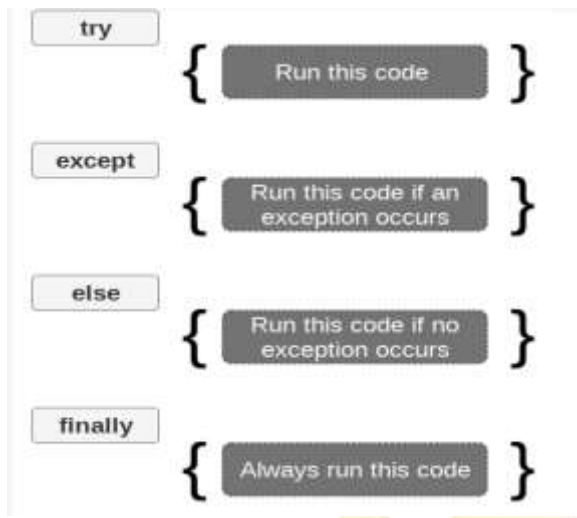 try
{ Run this code }
except
{ Run this code if an
exception occurs }
else
{ Run this code if no
exception occurs }
finally
{ Always run this code }